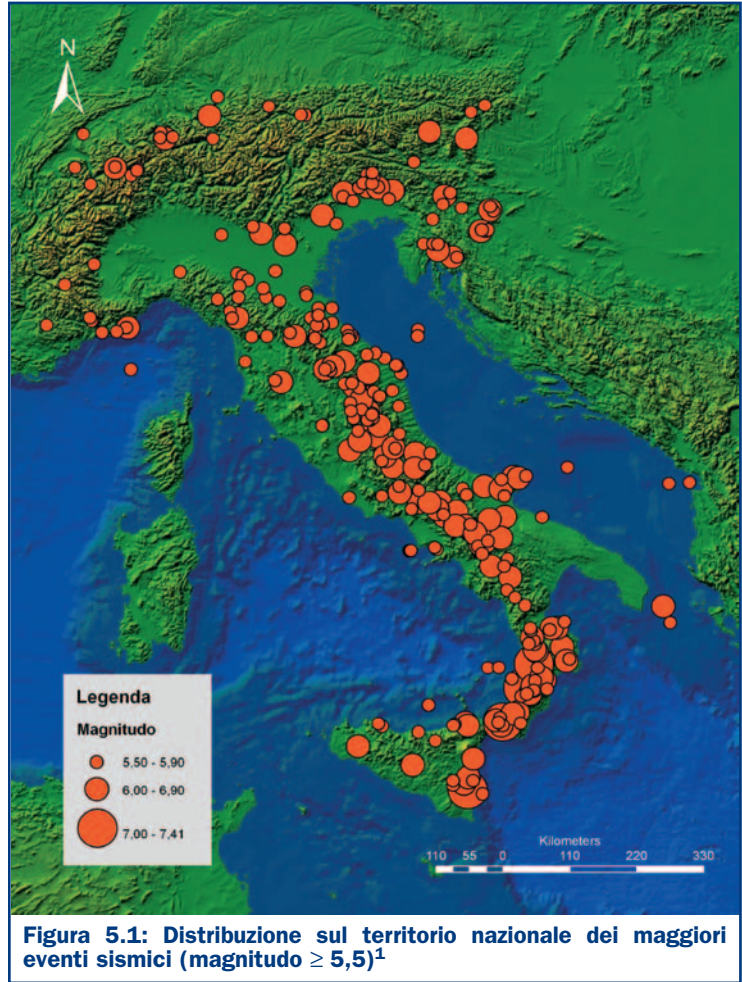 N
Legenda
Magnitudo
5,50 - 5,90
6,00 - 6,90
7,00 - 7,41
Kilometers
110 55 0 110 220 330
Figura 5.1: Distribuzione sul territorio nazionale dei maggiori
eventi sismici (magnitudo ≥ 5,5)1